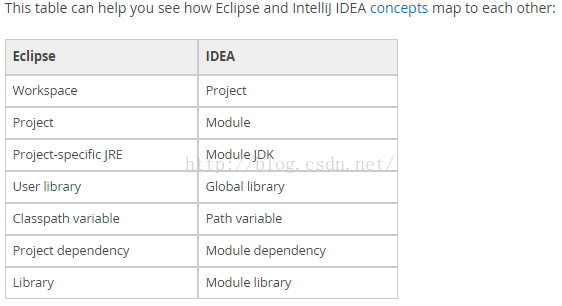 This table can help you see how Eclipse and IntelliJ IDEA concepts map to each other:
Eclipse IDEA
Workspace Project
Project Module
Project-specific JRE Module JDK
http://blog.csdn.net/
User library Global library
Classpath variable Path variable
Project dependency Module dependency
Library Module library